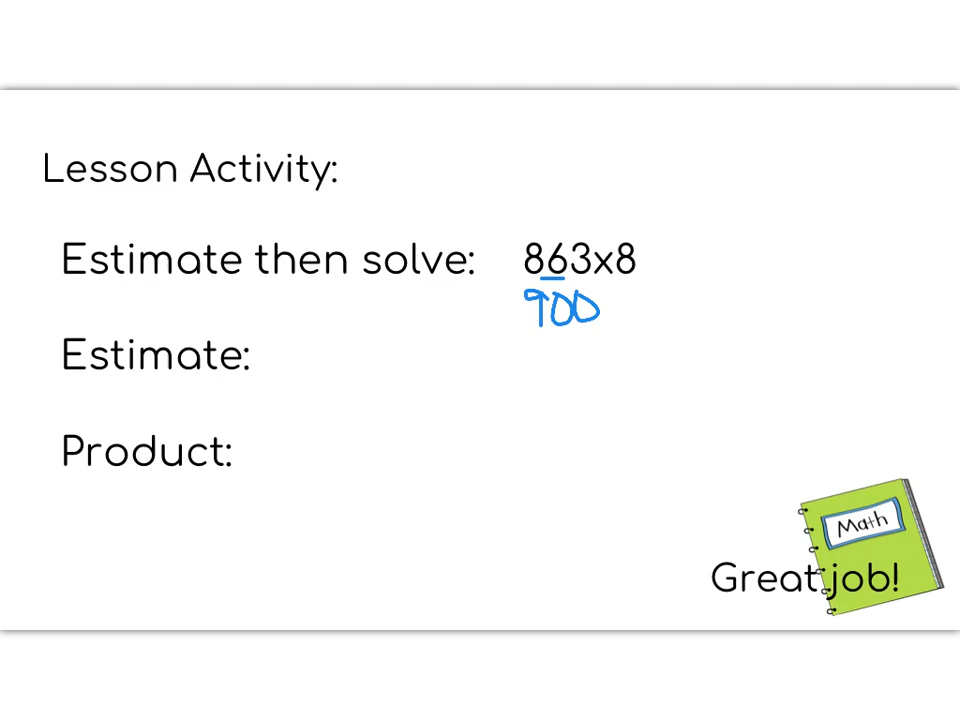 Lesson Activity:
Estimate then solve: 863x8
900
Estimate:
Product:
Math
Great job!